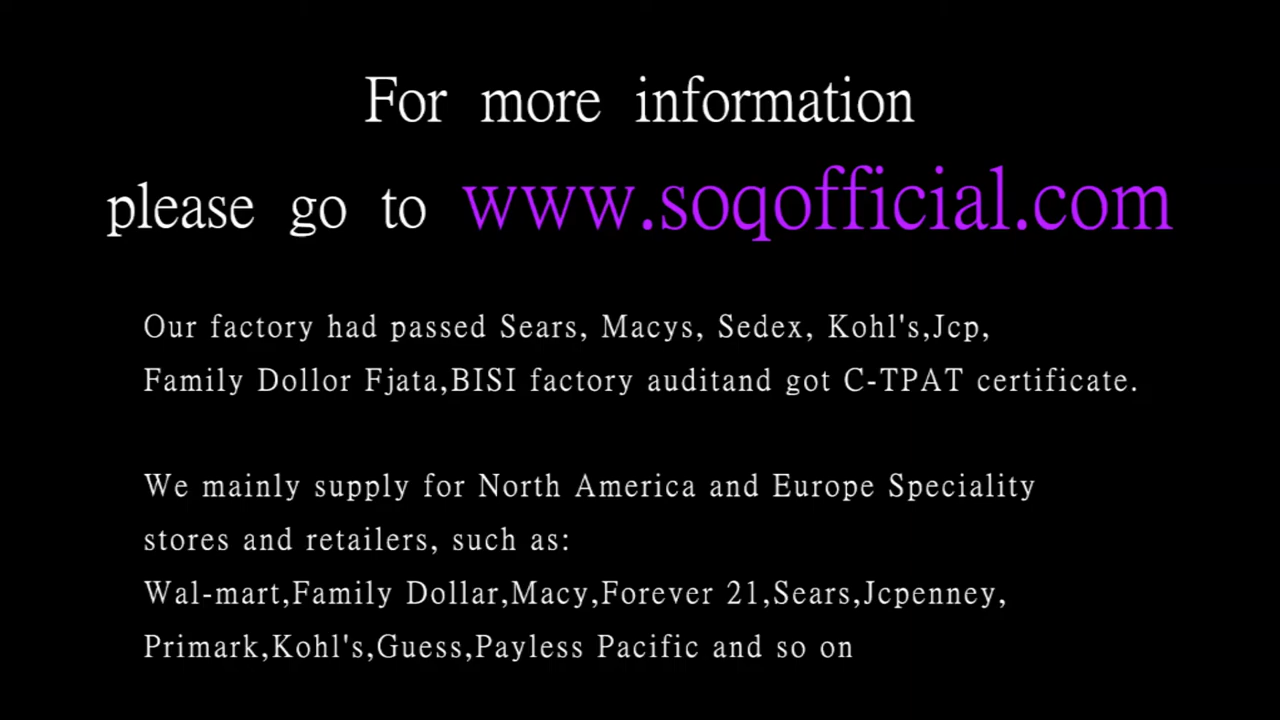 For more information
please go to www.soqofficial.com
Our factory had passed Sears, Macys, Sedex, Kohl's,Jcp,
Family Dollor Fjata,BISI factory auditand got C-TPAT certificate.
We mainly supply for North America and Europe Speciality
stores and retailers, such as:
Wal-mart,Family Dollar,Macy,Forever 21,Sears,Jcpenney,
Primark,Kohl's,Guess,Payless Pacific and so on